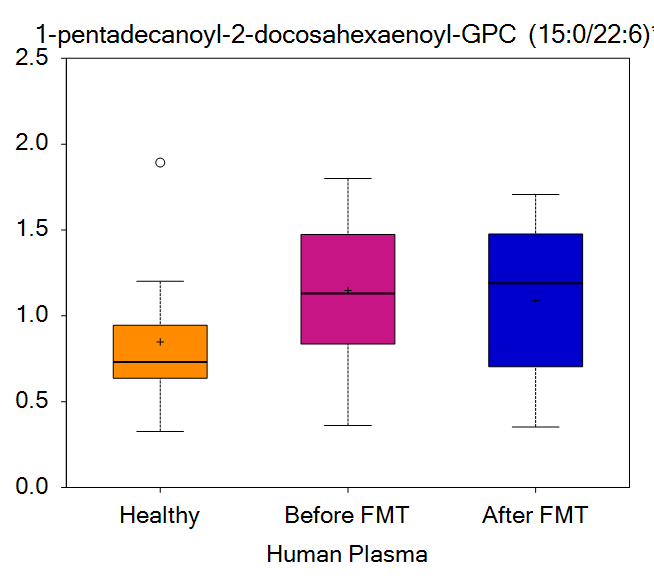 1-pentadecanoyl-2-docosahexaenoyl-GPC (15:0/22:6)*
2.5
2.0
1.5
1.0
0.5
0.0
Healthy Before FMT After FMT
Human Plasma